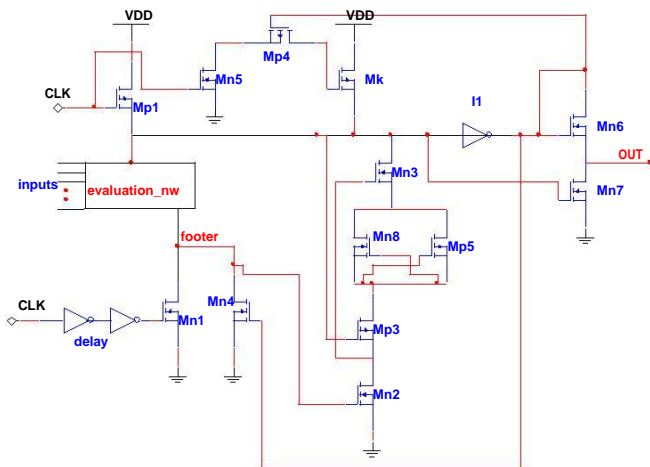 VDD
VDD
Mp4
Mn5
Mk
CLK
Mp1
I1
Mn6
OUT
inputs
evaluation_nw
Mn3
Mn7
footer
Mn8
Mp5
CLK
Mn1
Mn4
delay
Mp3
Mn2